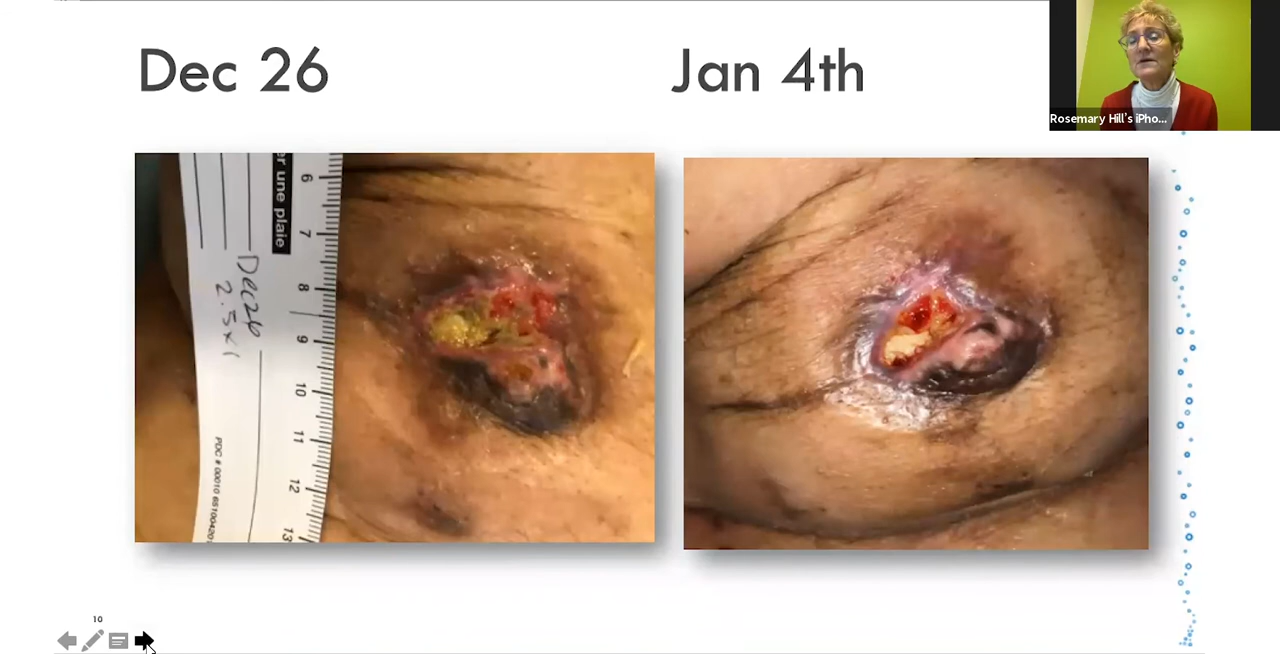 Dec 26
Jan 4th
Rosemary Hill's iPho...
6
7
8
9
10
11
12
13
er une plaie
Dec26
2.5x1
10